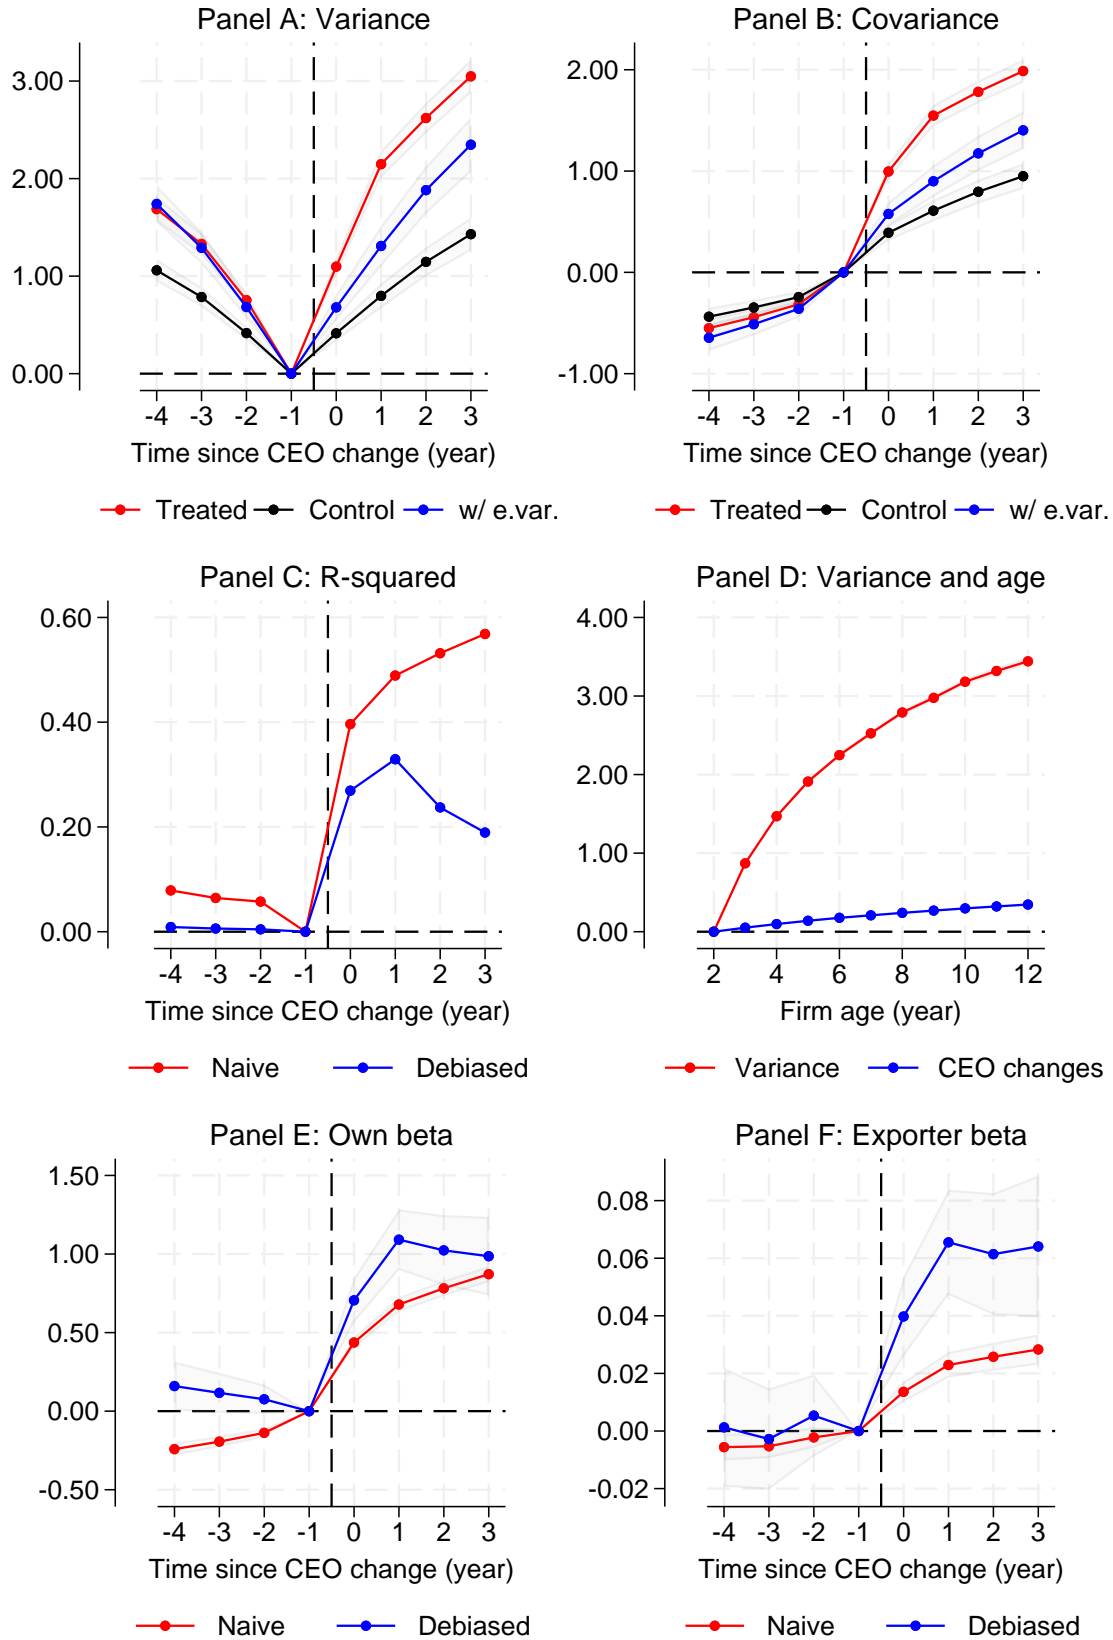 Panel A: Variance
3.00
2.00
1.00
0.00
-4 -3 -2 -1 0 1 2 3
Time since CEO change (year)
Treated Control w/ e.var.
Panel B: Covariance
2.00
1.00
0.00
-1.00
-4 -3 -2 -1 0 1 2 3
Time since CEO change (year)
Treated Control w/ e.var.
Panel C: R-squared
0.60
0.40
0.20
0.00
-4 -3 -2 -1 0 1 2 3
Time since CEO change (year)
Naive Debiased
Panel D: Variance and age
4.00
3.00
2.00
1.00
0.00
2 4 6 8 10 12
Firm age (year)
Variance CEO changes
Panel E: Own beta
1.50
1.00
0.50
0.00
-0.50
-4 -3 -2 -1 0 1 2 3
Time since CEO change (year)
Naive Debiased
Panel F: Exporter beta
0.08
0.06
0.04
0.02
0.00
-0.02
-4 -3 -2 -1 0 1 2 3
Time since CEO change (year)
Naive Debiased